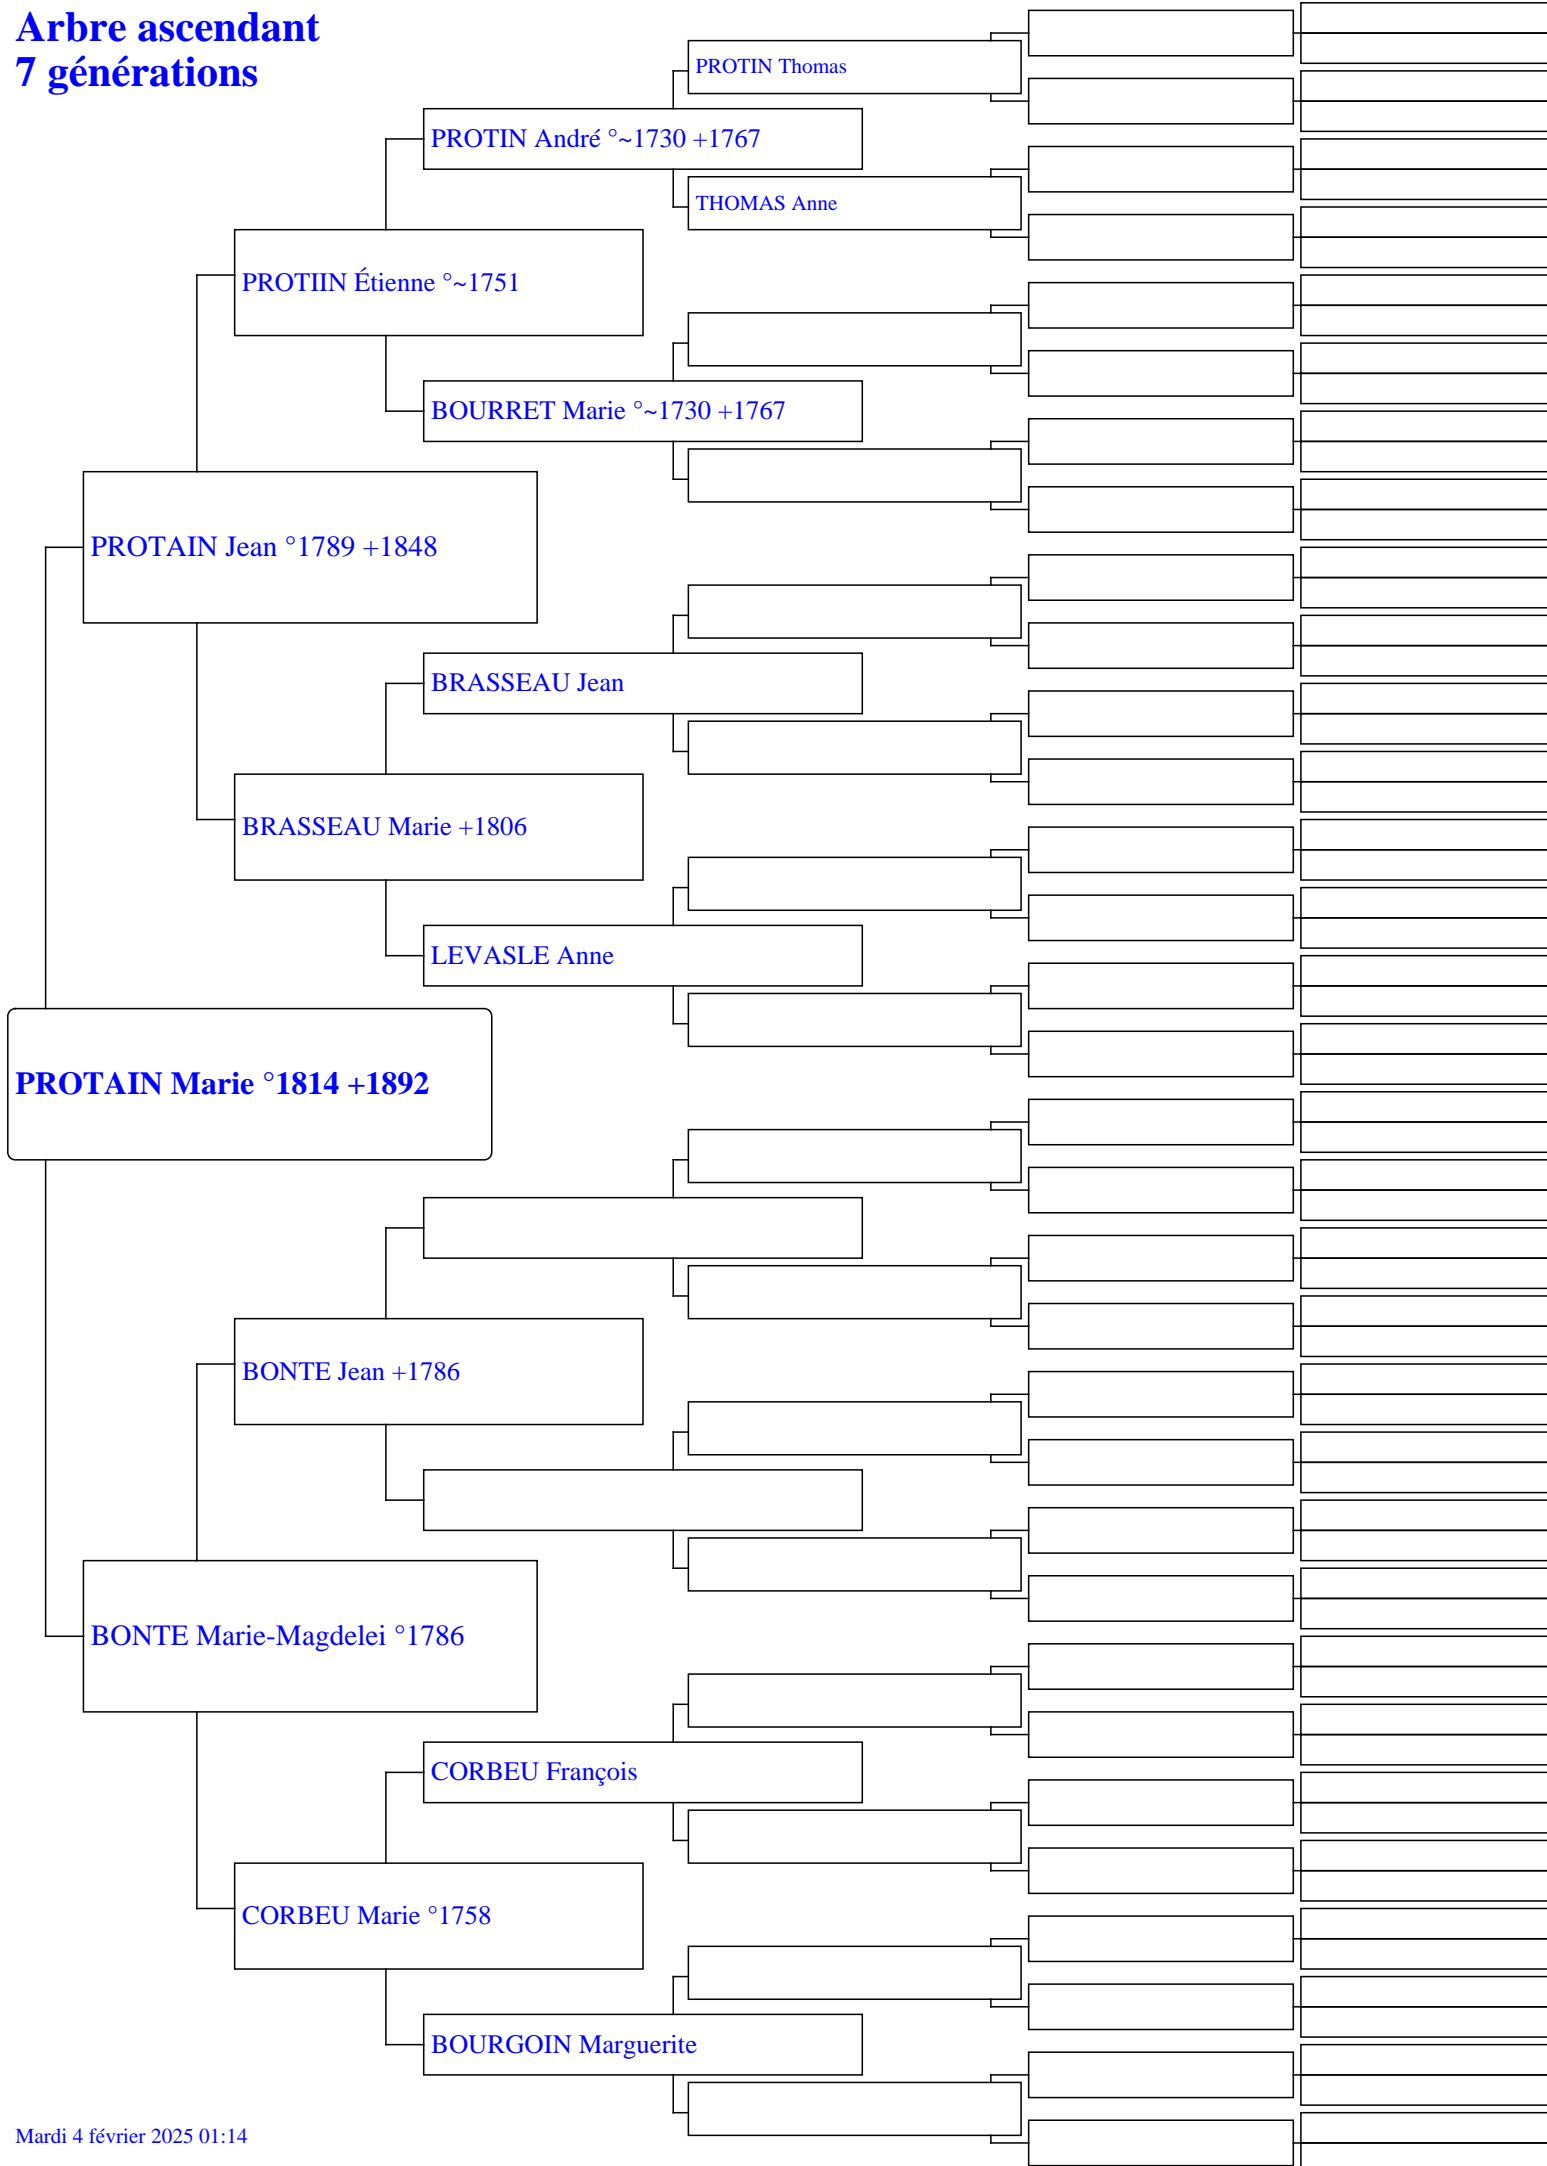 Arbre ascendant
7 générations
PROTIN Thomas
PROTIN André °~1730 +1767
THOMAS Anne
PROTIIN Étienne °~1751
BOURRET Marie °~1730 +1767
PROTAIN Jean °1789 +1848
BRASSEAU Jean
BRASSEAU Marie +1806
LEVASLE Anne
PROTAIN Marie °1814 +1892
BONTE Jean +1786
BONTE Marie-Magdelei °1786
CORBEU François
CORBEU Marie °1758
BOURGOIN Marguerite
Mardi 4 février 2025 01:14